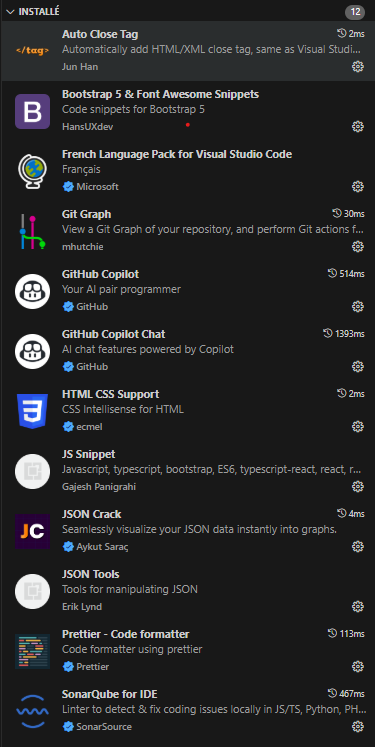 INSTALLÉ 12
</tag> Auto Close Tag 2ms
Automatically add HTML/XML close tag, same as Visual Studi...
Jun Han
B Bootstrap 5 & Font Awesome Snippets
Code snippets for Bootstrap 5
HansUXdev
French Language Pack for Visual Studio Code
Français
Microsoft
Git Graph 30ms
View a Git Graph of your repository, and perform Git actions f...
mhutchie
GitHub Copilot 514ms
Your AI pair programmer
GitHub
GitHub Copilot Chat 1393ms
AI chat features powered by Copilot
GitHub
HTML CSS Support 2ms
CSS Intellisense for HTML
ecmel
JS Snippet
Javascript, typescript, bootstrap, ES6, typescript-react, react, r...
Gajesh Panigrahi
JC JSON Crack 4ms
Seamlessly visualize your JSON data instantly into graphs.
Aykut Saraç
JSON Tools
Tools for manipulating JSON
Erik Lynd
Prettier - Code formatter 113ms
Code formatter using prettier
Prettier
SonarQube for IDE 467ms
Linter to detect & fix coding issues locally in JS/TS, Python, PH...
SonarSource